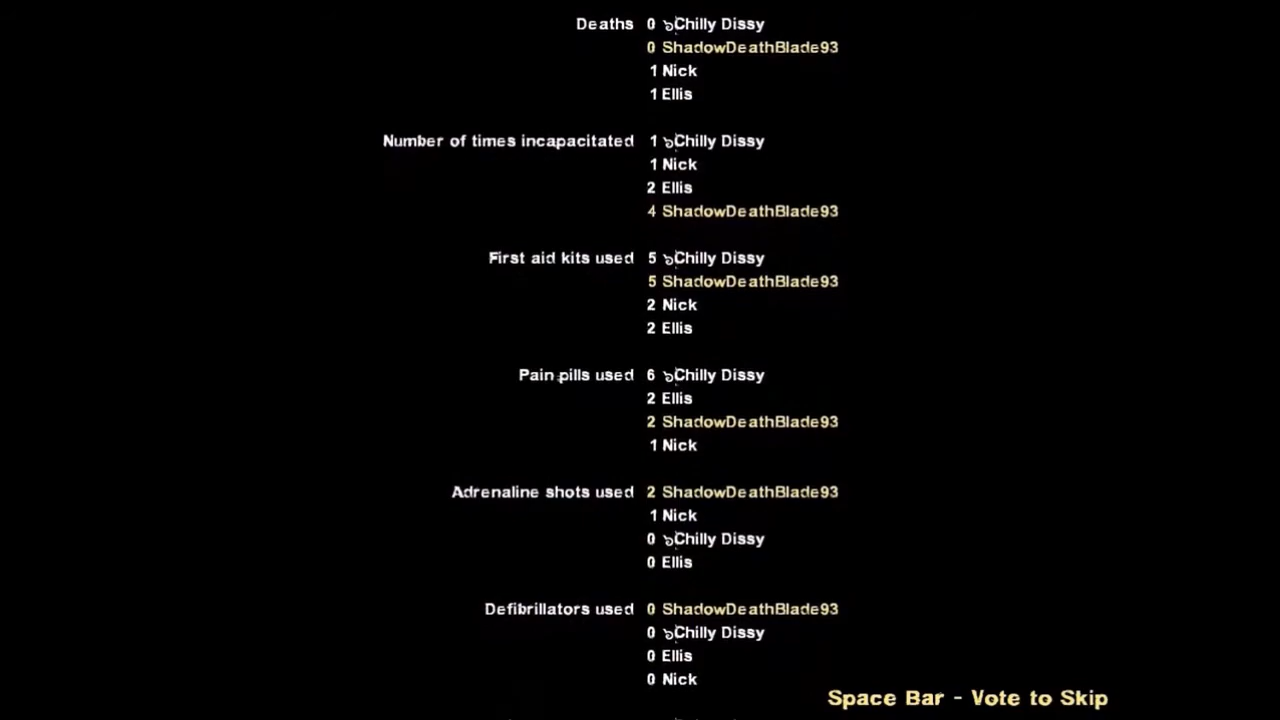 Deaths 0 ঌChilly Dissy
0 ShadowDeathBlade93
1 Nick
1 Ellis
Number of times incapacitated 1 ঌChilly Dissy
1 Nick
2 Ellis
4 ShadowDeathBlade93
First aid kits used 5 ঌChilly Dissy
5 ShadowDeathBlade93
2 Nick
2 Ellis
Pain pills used 6 ঌChilly Dissy
2 Ellis
2 ShadowDeathBlade93
1 Nick
Adrenaline shots used 2 ShadowDeathBlade93
1 Nick
0 ঌChilly Dissy
0 Ellis
Defibrillators used 0 ShadowDeathBlade93
0 ঌChilly Dissy
0 Ellis
0 Nick
Space Bar - Vote to Skip